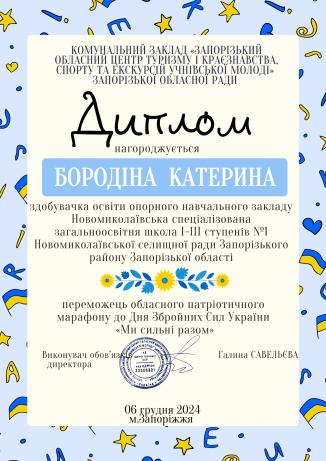 КОМУНАЛЬНИЙ ЗАКЛАД «ЗАПОРІЗЬКИЙ
ОБЛАСНИЙ ЦЕНТР ТУРИЗМУ І КРАЄЗНАВСТВА,
СПОРТУ ТА ЕКСКУРСІЙ УЧНІВСЬКОЇ МОЛОДІ»
ЗАПОРІЗЬКОЇ ОБЛАСНОЇ РАДИ
Диплом
нагороджується
БОРОДІНА КАТЕРИНА
здобувачка освіти опорного навчального закладу
Новомиколаївська спеціалізована
загальноосвітня школа І-ІІІ ступенів №1
Новомиколаївської селищної ради Запорізького
району Запорізької області
переможець обласного патріотичного
марафону до Дня Збройних Сил України
«Ми сильні разом»
Виконувач обов'язків
директора
Галина САВЕЛЬЄВА
06 грудня 2024
м.Запоріжжя